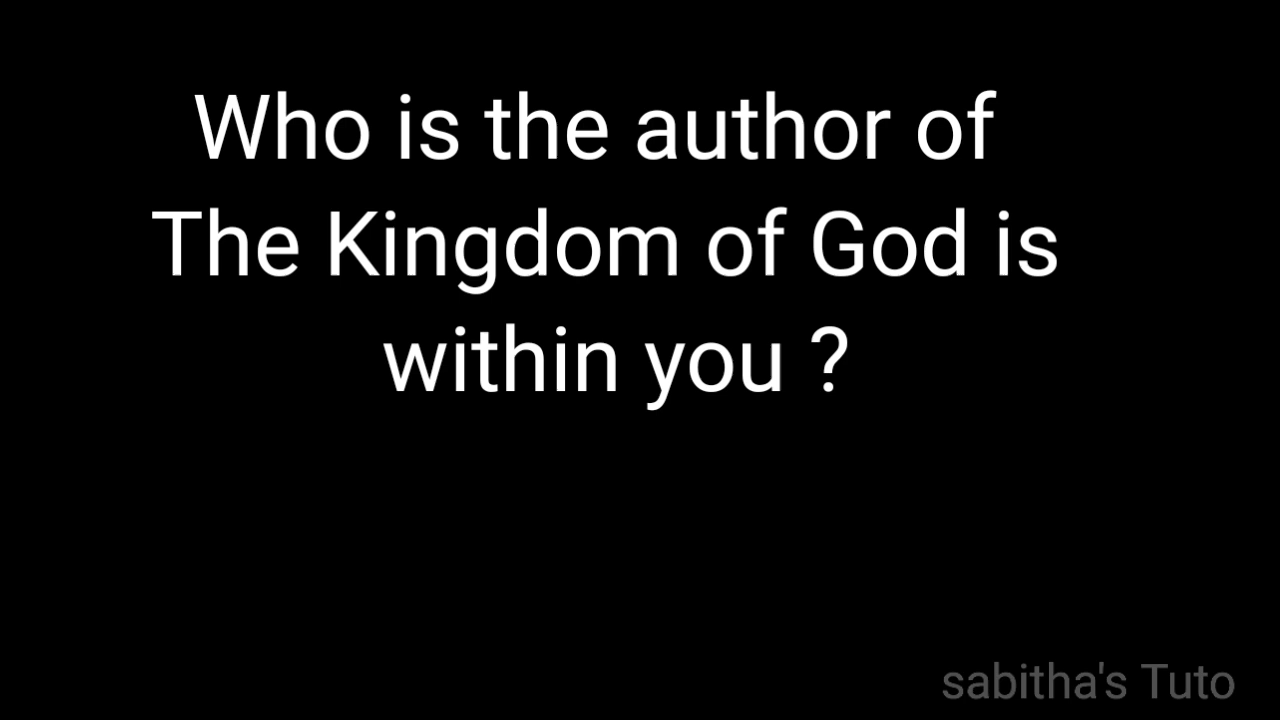 Who is the author of
The Kingdom of God is
within you ?
sabitha's Tuto